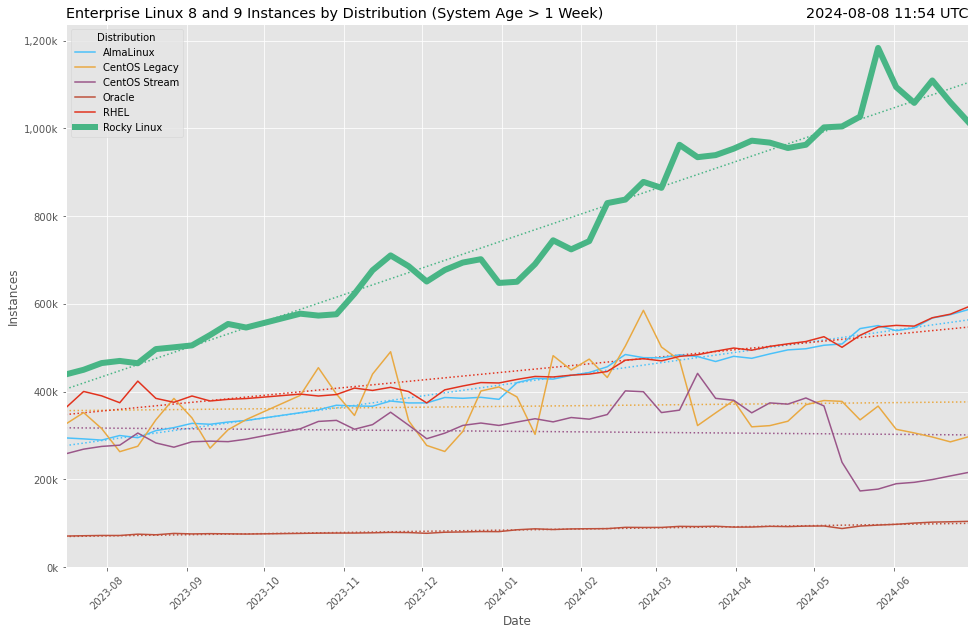 Enterprise Linux 8 and 9 Instances by Distribution (System Age > 1 Week)
2024-08-08 11:54 UTC
Distribution
AlmaLinux
CentOS Legacy
CentOS Stream
Oracle
RHEL
Rocky Linux
1,200k
1,000k
800k
600k
400k
200k
0k
Instances
2023-08
2023-09
2023-10
2023-11
2023-12
2024-01
2024-02
2024-03
2024-04
2024-05
2024-06
Date